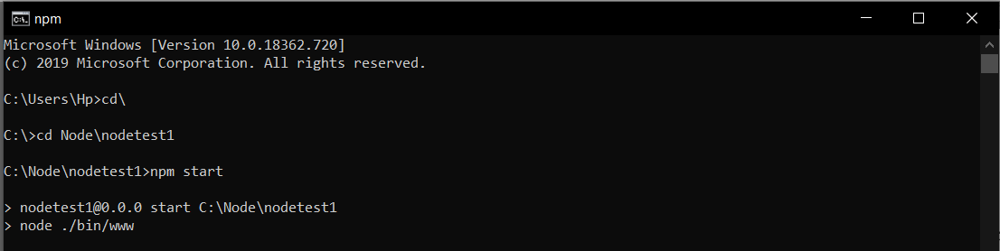 npm
Microsoft Windows [Version 10.0.18362.720]
(c) 2019 Microsoft Corporation. All rights reserved.
C:\Users\Hp>cd\
C:\>cd Node\nodetest1
C:\Node\nodetest1>npm start
> nodetest1@0.0.0 start C:\Node\nodetest1
> node ./bin/www